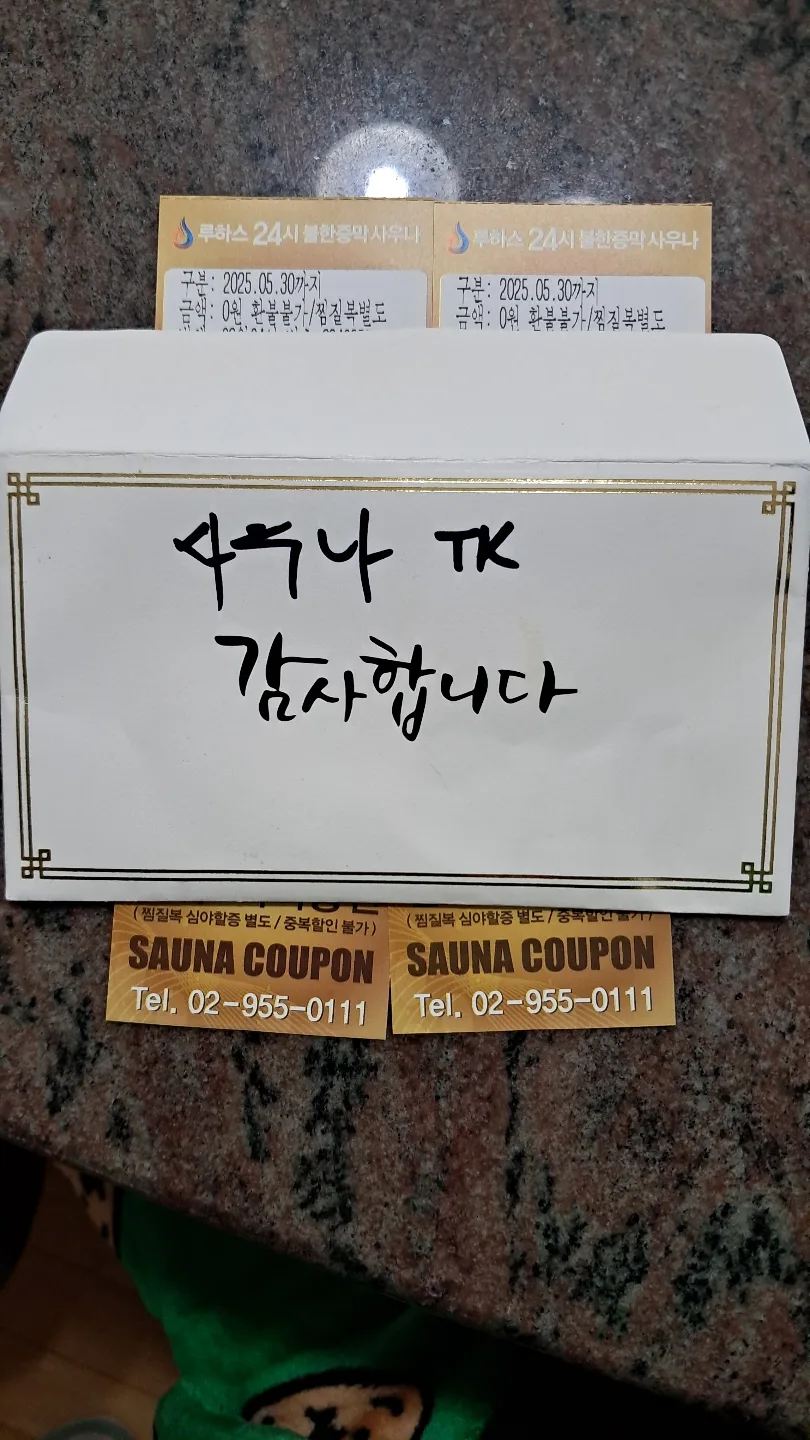 루하스 24시 불한증막 사우나
구분: 2025.05.30까지
금액: 0원 환불불가/찜질복별도
루하스 24시 불한증막 사우나
구분: 2025.05.30까지
금액: 0원 환불불가/찜질복별도
사우나 TK
감사합니다
(찜질복 심야할증 별도 / 중복할인 불가)
SAUNA COUPON
Tel. 02-955-0111
(찜질복 심야할증 별도 / 중복할인 불가)
SAUNA COUPON
Tel. 02-955-0111